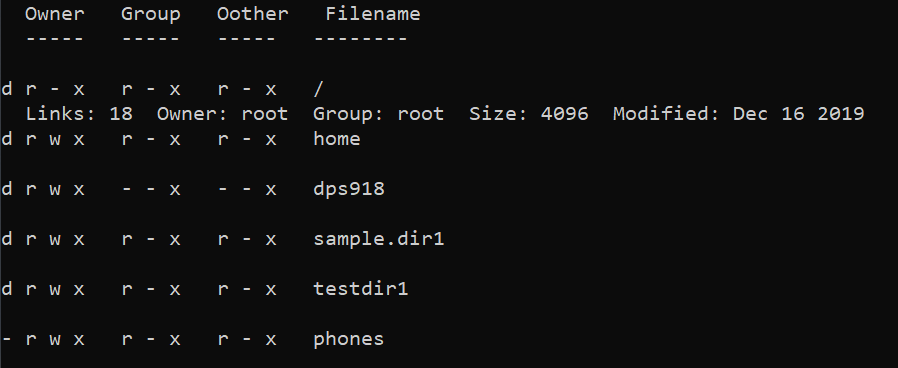 Owner   Group   Oother   Filename
  -----   -----   -----   --------
d r - x   r - x   r - x   /
  Links: 18  Owner: root  Group: root  Size: 4096  Modified: Dec 16 2019
d r w x   r - x   r - x   home
d r w x   - - x   - - x   dps918
d r w x   r - x   r - x   sample.dir1
d r w x   r - x   r - x   testdir1
- r w x   r - x   r - x   phones